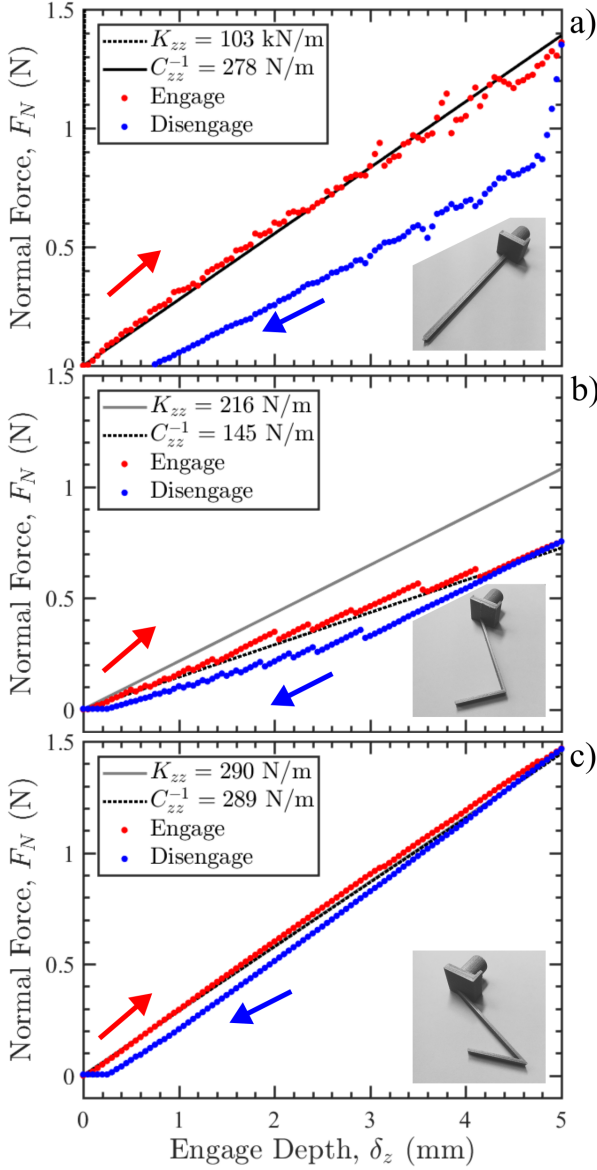 a)
1.5
1
0.5
0
Normal Force, F_N (N)
K_zz = 103 kN/m
C_zz^-1 = 278 N/m
Engage
Disengage
b)
1.5
1
0.5
0
Normal Force, F_N (N)
K_zz = 216 N/m
C_zz^-1 = 145 N/m
Engage
Disengage
c)
1.5
1
0.5
0
Normal Force, F_N (N)
K_zz = 290 N/m
C_zz^-1 = 289 N/m
Engage
Disengage
0 1 2 3 4 5
Engage Depth, δ_z (mm)